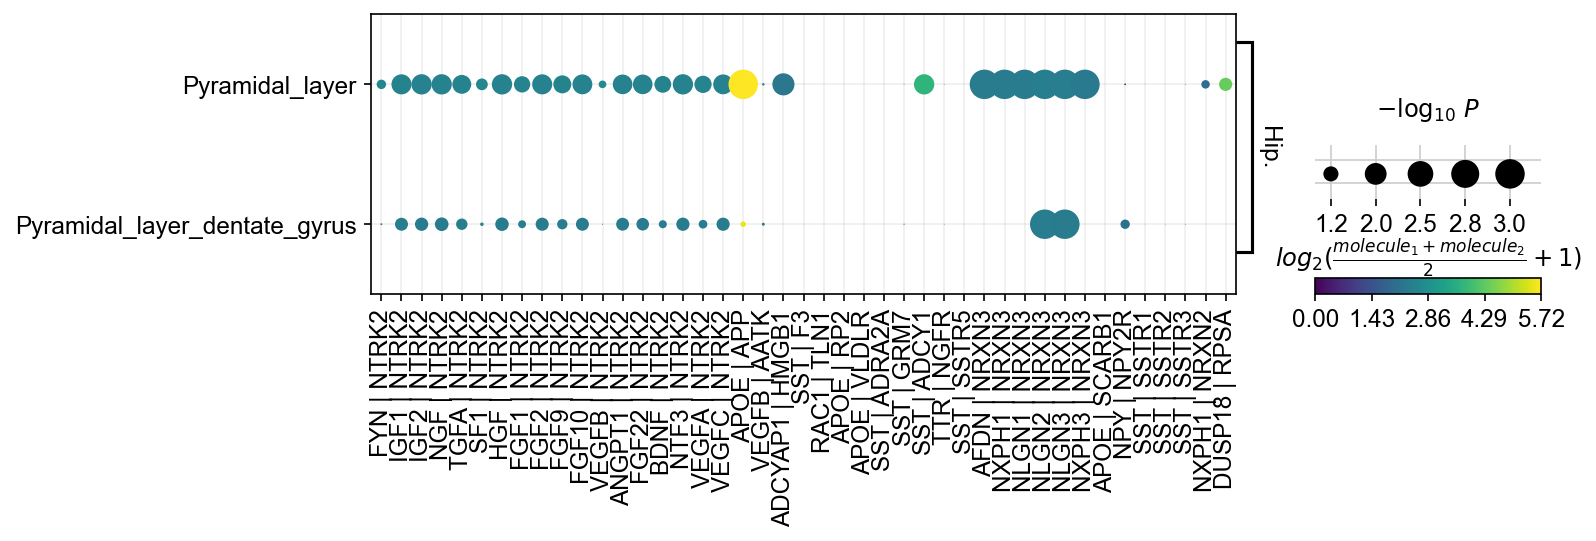 Pyramidal_layer
Pyramidal_layer_dentate_gyrus
Hip.
FYN | NTRK2
IGF1 | NTRK2
IGF2 | NTRK2
NGF | NTRK2
TGFA | NTRK2
SF1 | NTRK2
HGF | NTRK2
FGF1 | NTRK2
FGF2 | NTRK2
FGF9 | NTRK2
FGF10 | NTRK2
VEGFB | NTRK2
ANGPT1 | NTRK2
FGF22 | NTRK2
BDNF | NTRK2
NTF3 | NTRK2
VEGFA | NTRK2
VEGFC | NTRK2
APOE | APP
VEGFB | AATK
ADCYAP1 | HMGB1
SST | F3
RAC1 | TLN1
APOE | LRP2
APOE | VLDLR
SST | ADRA2A
SST | GRM7
SST | ADCY1
TTR | NGFR
SST | SSTR5
AFDN | NRXN3
NXPH1 | NRXN3
NLGN1 | NRXN3
NLGN2 | NRXN3
NLGN3 | NRXN3
NXPH3 | NRXN3
APOE | SCARB1
NPY | NPY2R
SST | SSTR1
SST | SSTR2
SST | SSTR3
NXPH1 | NRXN2
DUSP18 | RPSA
−log₁₀ P
1.2 2.0 2.5 2.8 3.0
log₂(molecule₁ + molecule₂ / 2 + 1)
0.00 1.43 2.86 4.29 5.72